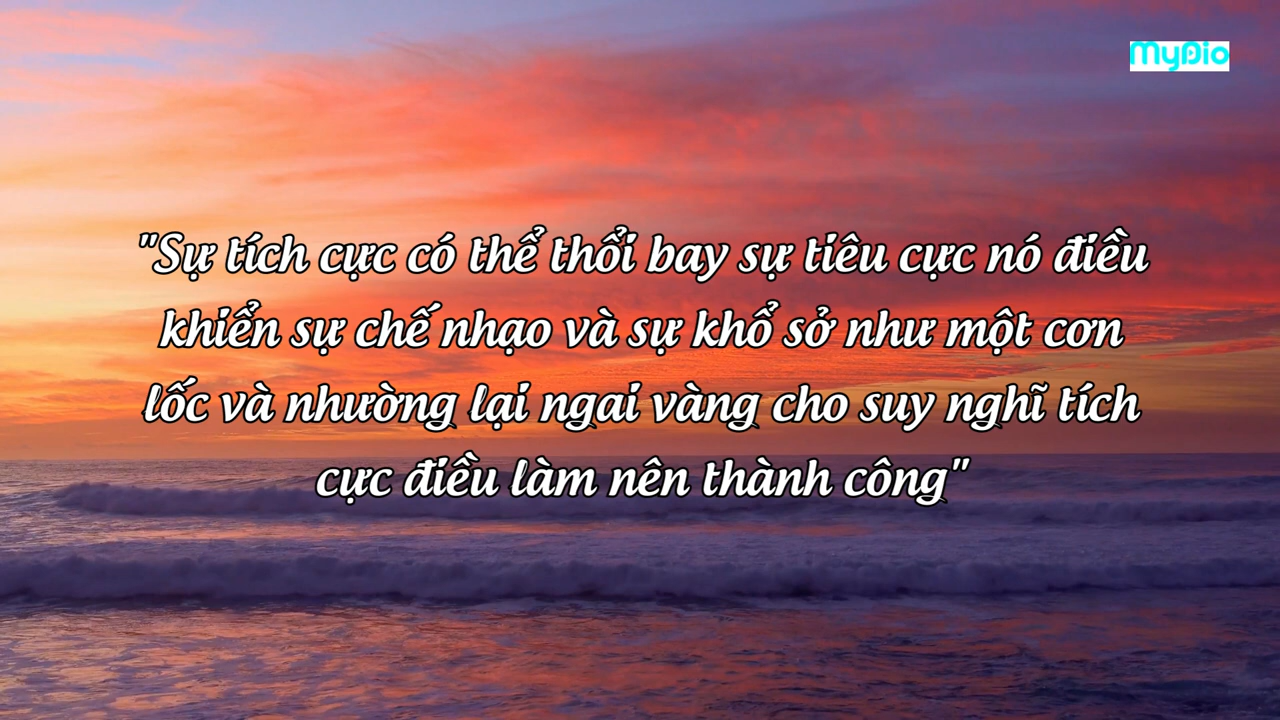 MyDio
"Sự tích cực có thể thổi bay sự tiêu cực nó điều
khiển sự chế nhạo và sự khổ sở như một cơn
lốc và nhường lại ngai vàng cho suy nghĩ tích
cực điều làm nên thành công"